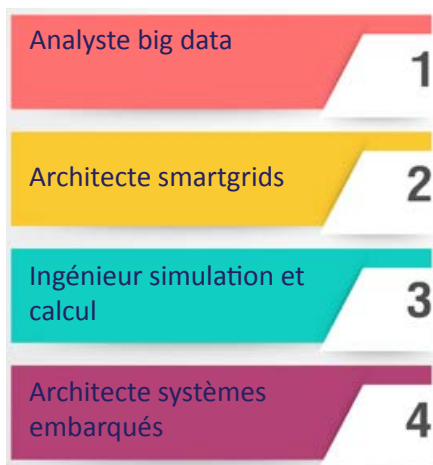 Analyste big data
1
Architecte smartgrids
2
Ingénieur simulation et
calcul
3
Architecte systèmes
embarqués
4